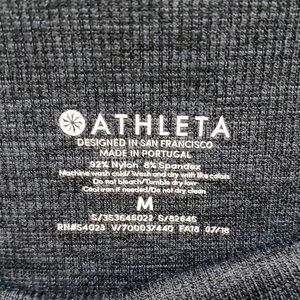 ATHLETA
DESIGNED IN SAN FRANCISCO
MADE IN PORTUGAL
92% Nylon 8% Spandex
Machine wash cold/Wash and dry with like colors
Do not bleach/Tumble dry low
Cool iron if needed/Do not dry clean
M
S/353646022 S/82646
RN#54023 V/70003/440 FA18 07/18